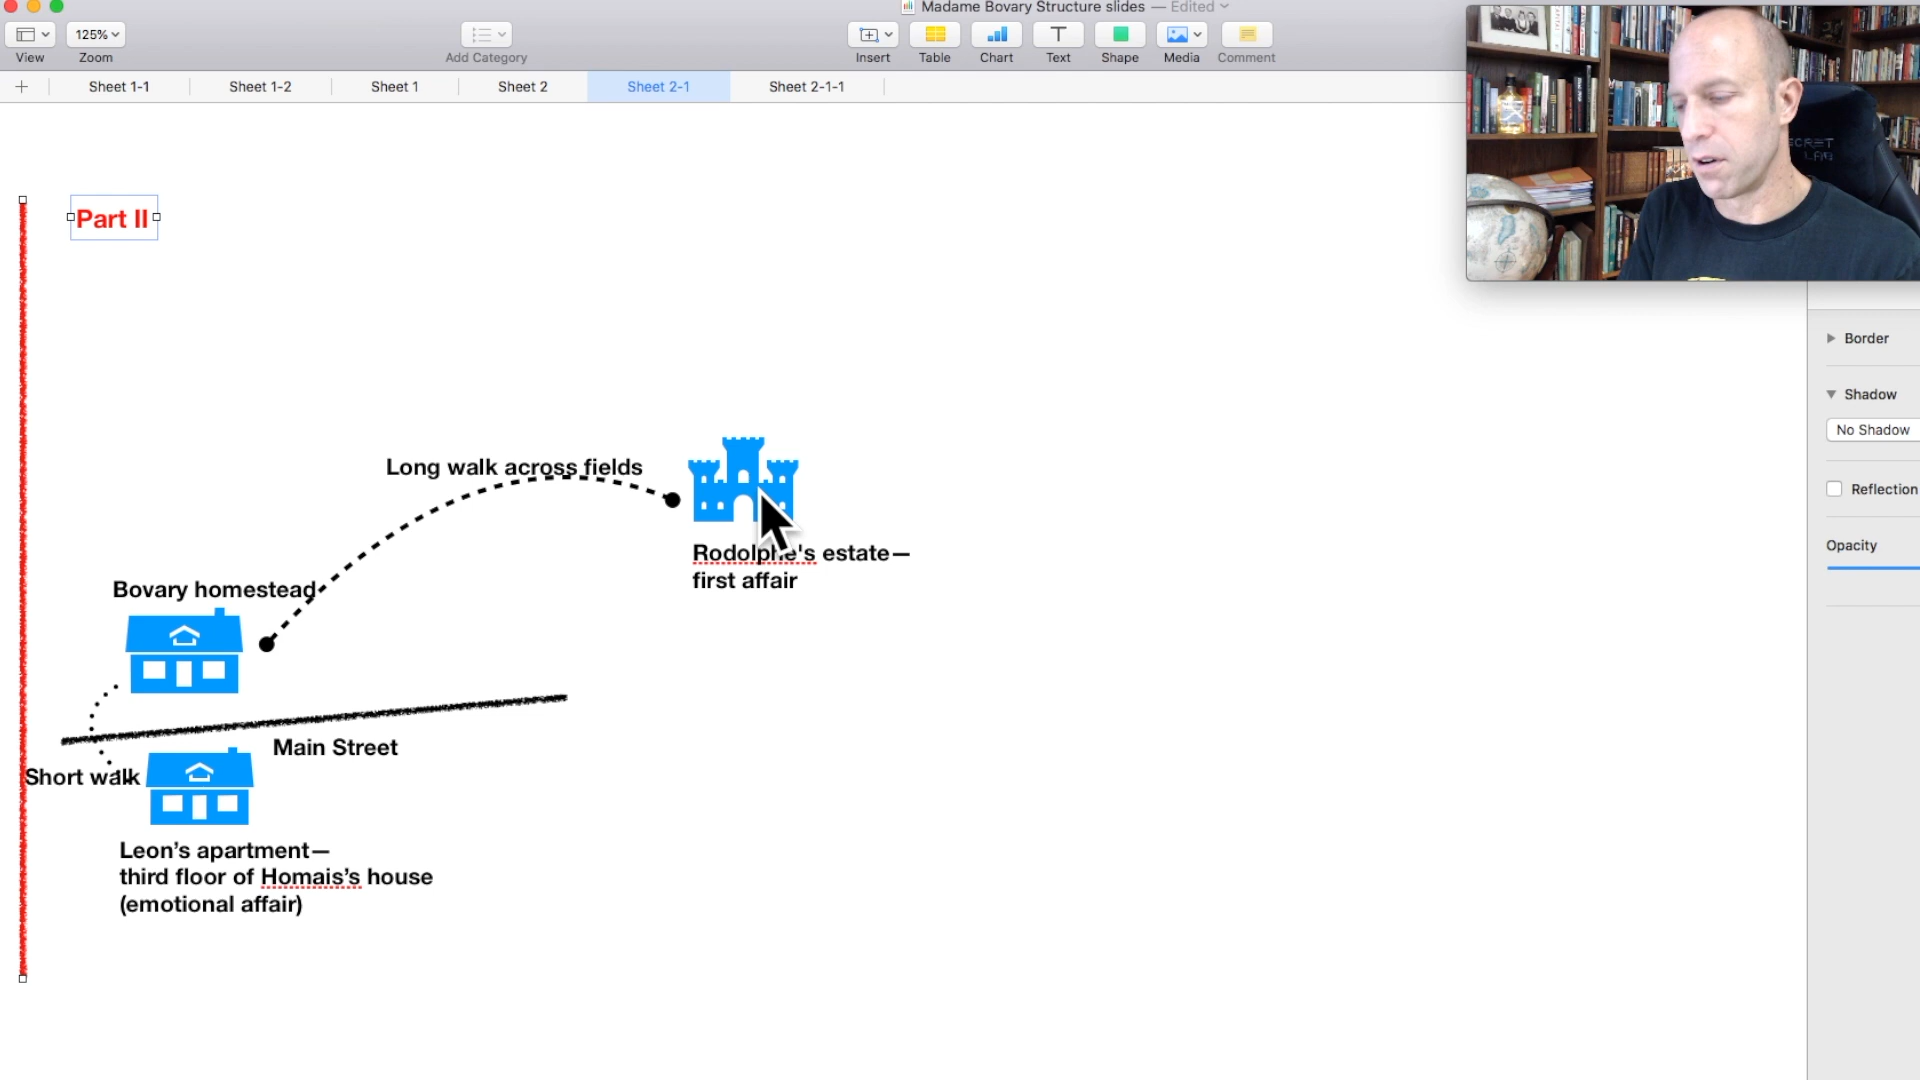 Madame Bovary Structure slides — Edited
125%
View
Zoom
Add Category
Insert
Table
Chart
Text
Shape
Media
Comment
Sheet 1-1
Sheet 1-2
Sheet 1
Sheet 2
Sheet 2-1
Sheet 2-1-1
Part II
Long walk across fields
Rodolphe's estate—
first affair
Bovary homestead
Main Street
Short walk
Leon’s apartment—
third floor of Homais’s house
(emotional affair)
Border
Shadow
No Shadow
Reflection
Opacity